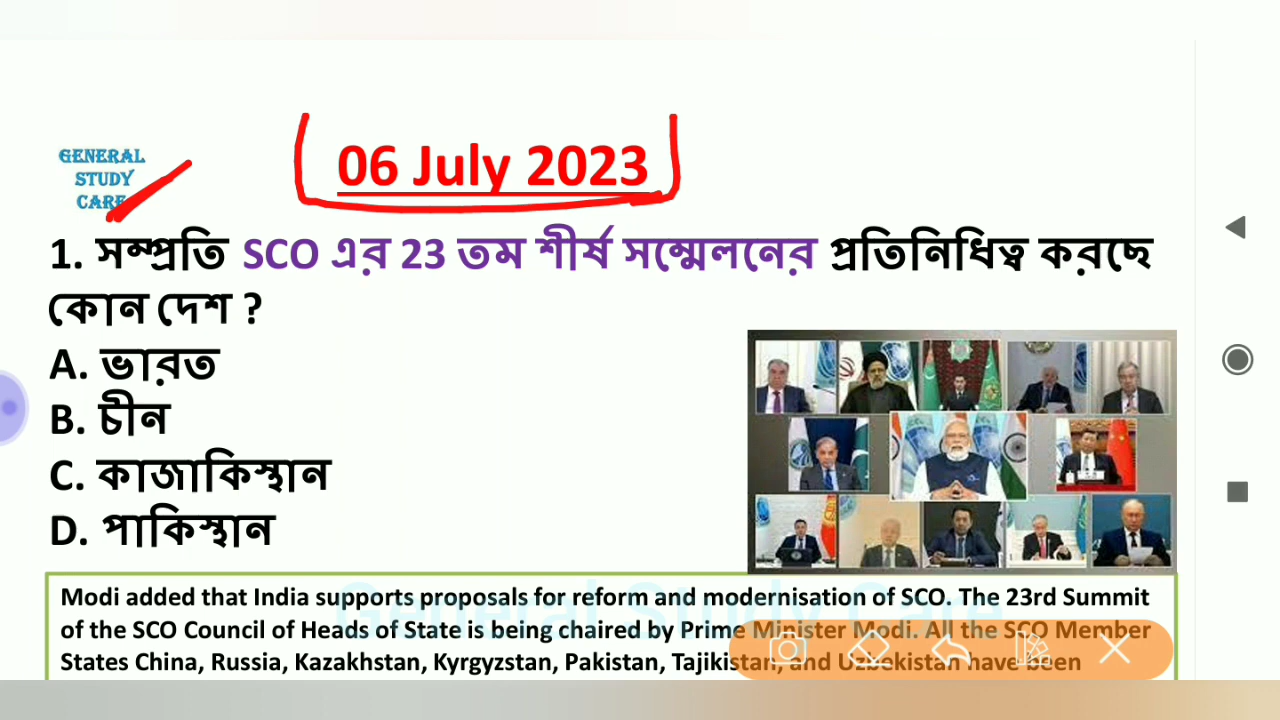 06 July 2023
GENERAL
STUDY
CARE
1. সম্প্রতি SCO এর 23 তম শীর্ষ সম্মেলনের প্রতিনিধিত্ব করছে
কোন দেশ ?
A. ভারত
B. চীন
C. কাজাকিস্থান
D. পাকিস্থান
Modi added that India supports proposals for reform and modernisation of SCO. The 23rd Summit
of the SCO Council of Heads of State is being chaired by Prime Minister Modi. All the SCO Member
States China, Russia, Kazakhstan, Kyrgyzstan, Pakistan, Tajikistan, and Uzbekistan have been
General Study Care